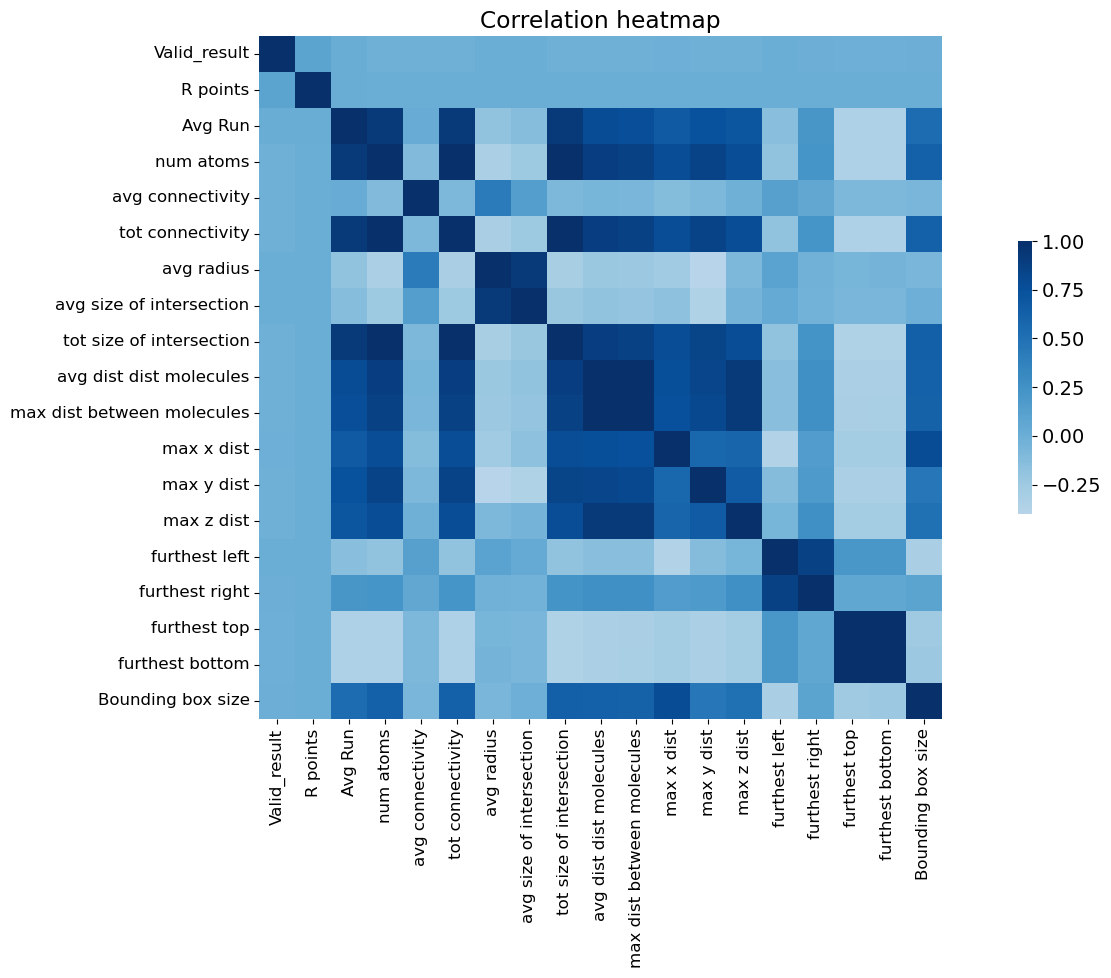 Correlation heatmap
Valid_result
R points
Avg Run
num atoms
avg connectivity
tot connectivity
avg radius
avg size of intersection
tot size of intersection
avg dist dist molecules
max dist between molecules
max x dist
max y dist
max z dist
furthest left
furthest right
furthest top
furthest bottom
Bounding box size
1.00
0.75
0.50
0.25
0.00
−0.25
Valid_result
R points
Avg Run
num atoms
avg connectivity
tot connectivity
avg radius
avg size of intersection
tot size of intersection
avg dist dist molecules
max dist between molecules
max x dist
max y dist
max z dist
furthest left
furthest right
furthest top
furthest bottom
Bounding box size